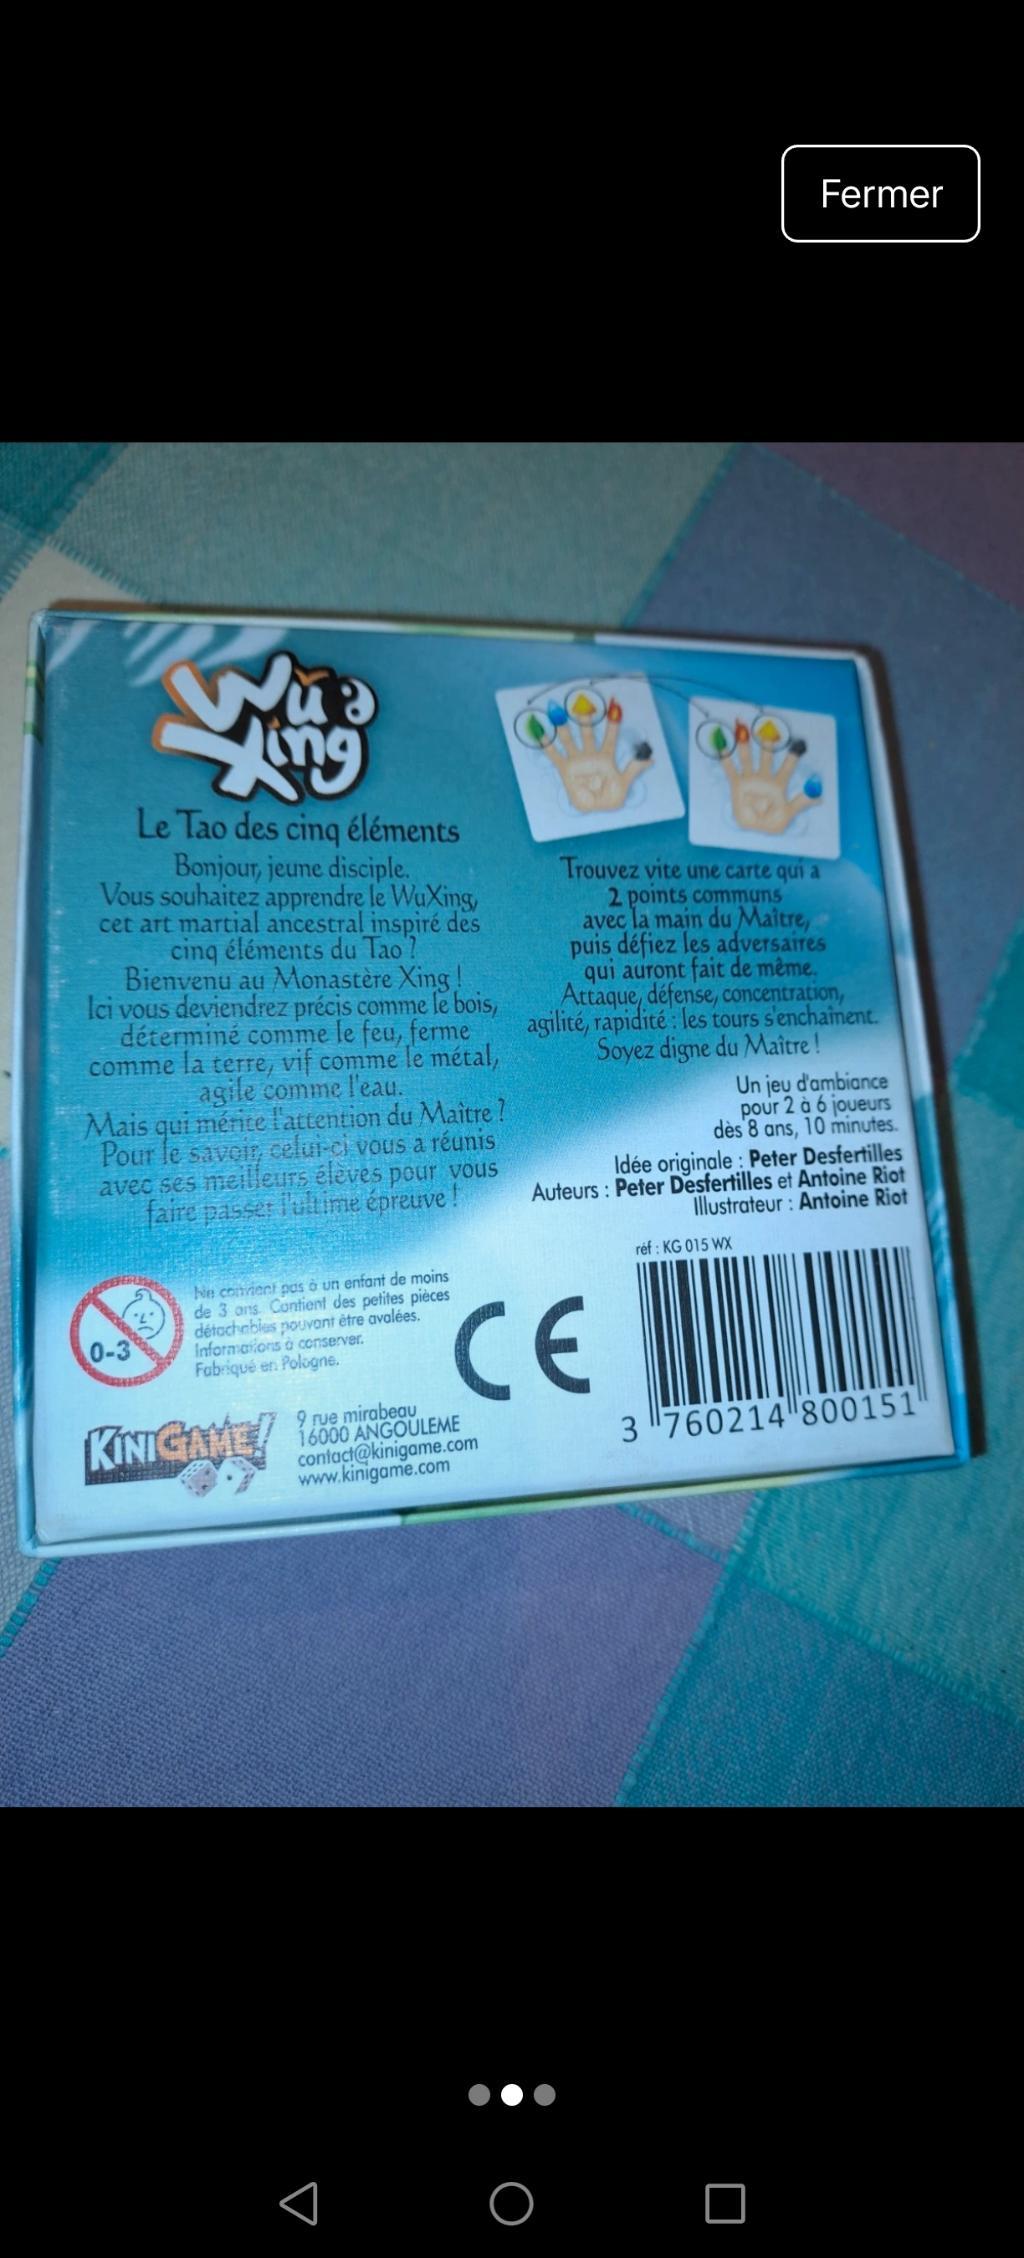 Fermer
Wŭ
Xing
Le Tao des cinq éléments
Bonjour, jeune disciple.
Vous souhaitez apprendre le WuXing,
cet art martial ancestral inspiré des
cinq éléments du Tao ?
Bienvenu au Monastère Xing !
Ici vous deviendrez précis comme le bois,
déterminé comme le feu, ferme
comme la terre, vif comme le métal,
agile comme l'eau.
Mais qui mérite l'attention du Maître ?
Pour le savoir, celui-ci vous a réunis
avec ses meilleurs élèves pour vous
faire passer l'ultime épreuve !
Trouvez vite une carte qui a
2 points communs
avec la main du Maître,
puis défiez les adversaires
qui auront fait de même.
Attaque, défense, concentration,
agilité, rapidité : les tours s'enchaînent.
Soyez digne du Maître !
Un jeu d'ambiance
pour 2 à 6 joueurs
dès 8 ans, 10 minutes.
Idée originale : Peter Desfertilles
Auteurs : Peter Desfertilles et Antoine Riot
Illustrateur : Antoine Riot
réf : KG 015 WX
3 760214 800151
0-3
Ne convient pas à un enfant de moins
de 3 ans. Contient des petites pièces
détachables pouvant être avalées.
Informations à conserver.
Fabriqué en Pologne.
CE
KINIGAME!
9 rue mirabeau
16000 ANGOULEME
contact@kinigame.com
www.kinigame.com